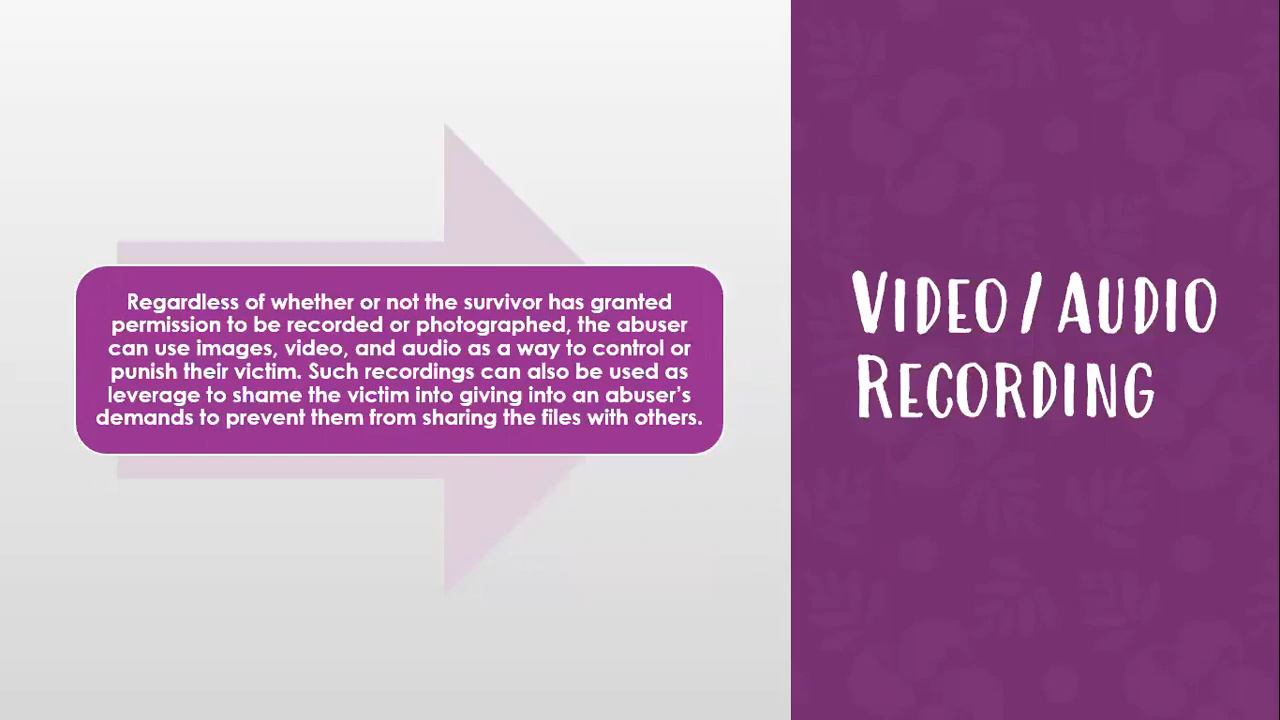 Regardless of whether or not the survivor has granted
permission to be recorded or photographed, the abuser
can use images, video, and audio as a way to control or
punish their victim. Such recordings can also be used as
leverage to shame the victim into giving into an abuser's
demands to prevent them from sharing the files with others.
VIDEO/AUDIO
RECORDING